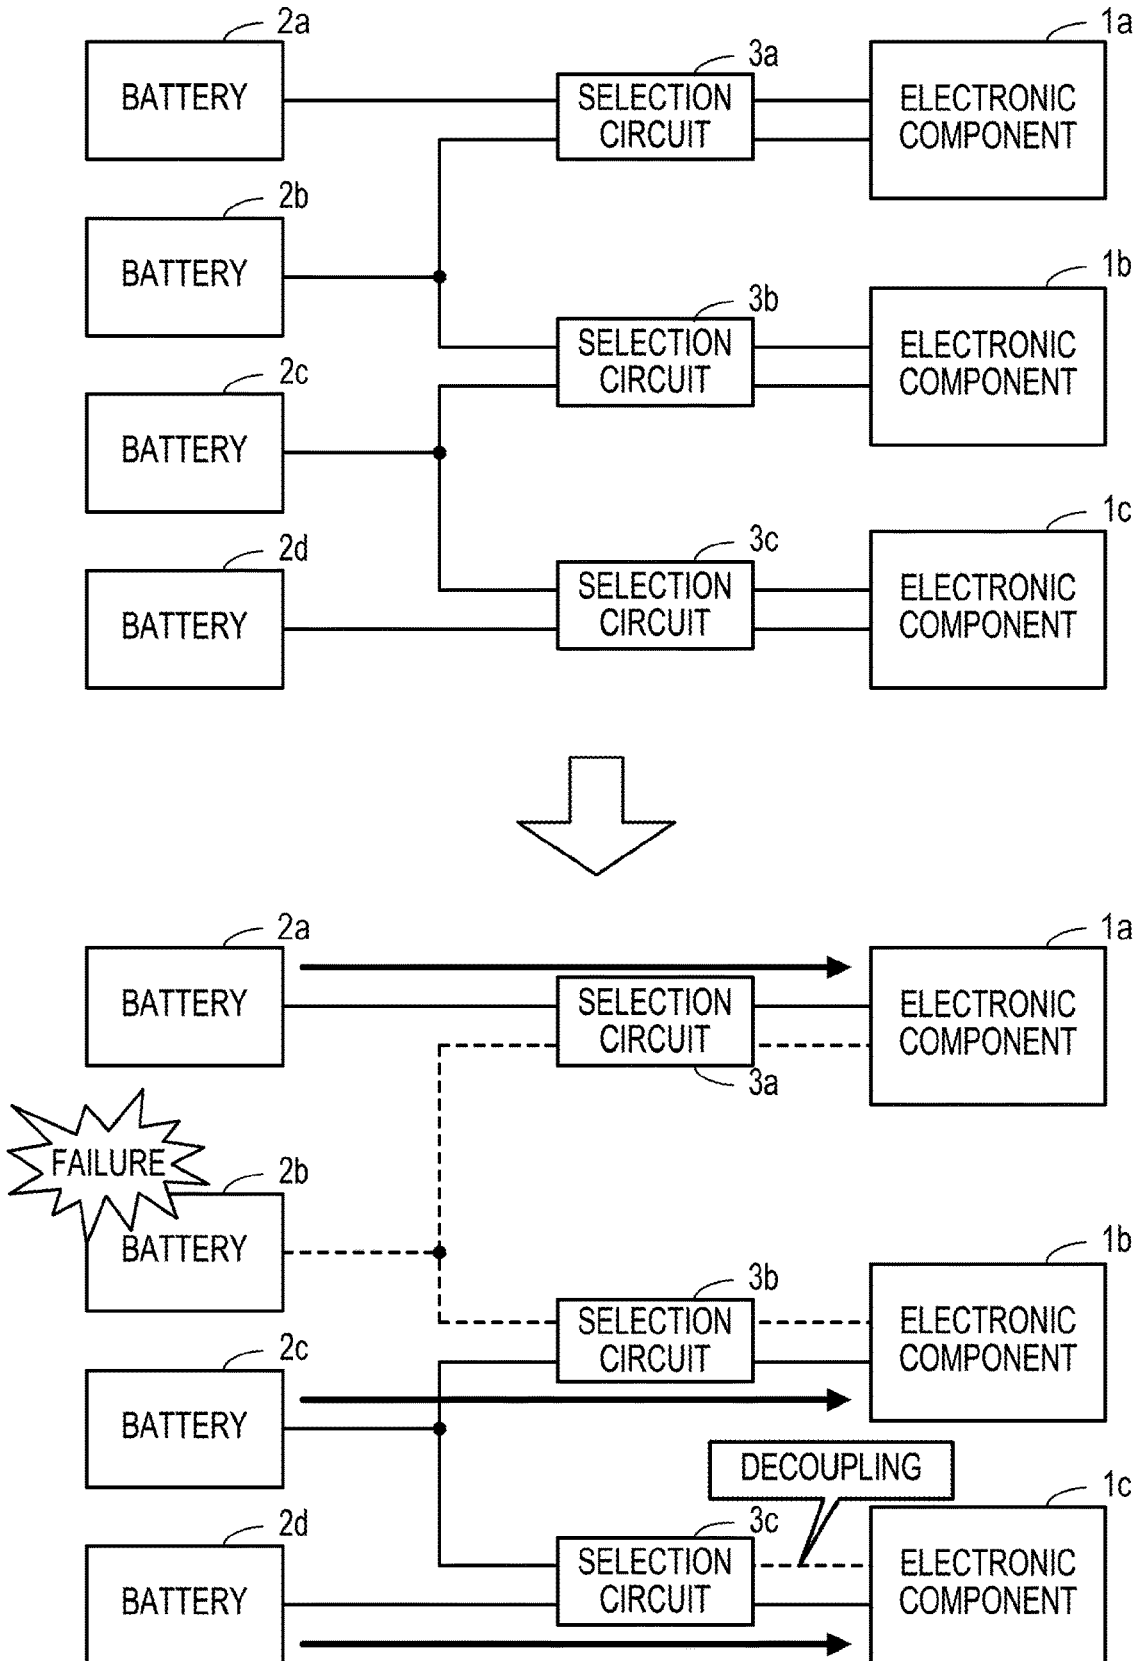 2a
1a
3a
BATTERY
SELECTION
CIRCUIT
ELECTRONIC
COMPONENT
2b
1b
3b
BATTERY
SELECTION
CIRCUIT
ELECTRONIC
COMPONENT
2c
BATTERY
1c
3c
2d
BATTERY
SELECTION
CIRCUIT
ELECTRONIC
COMPONENT
2a
1a
BATTERY
SELECTION
CIRCUIT
3a
ELECTRONIC
COMPONENT
FAILURE
2b
BATTERY
1b
3b
SELECTION
CIRCUIT
ELECTRONIC
COMPONENT
2c
BATTERY
DECOUPLING
1c
2d
3c
BATTERY
SELECTION
CIRCUIT
ELECTRONIC
COMPONENT